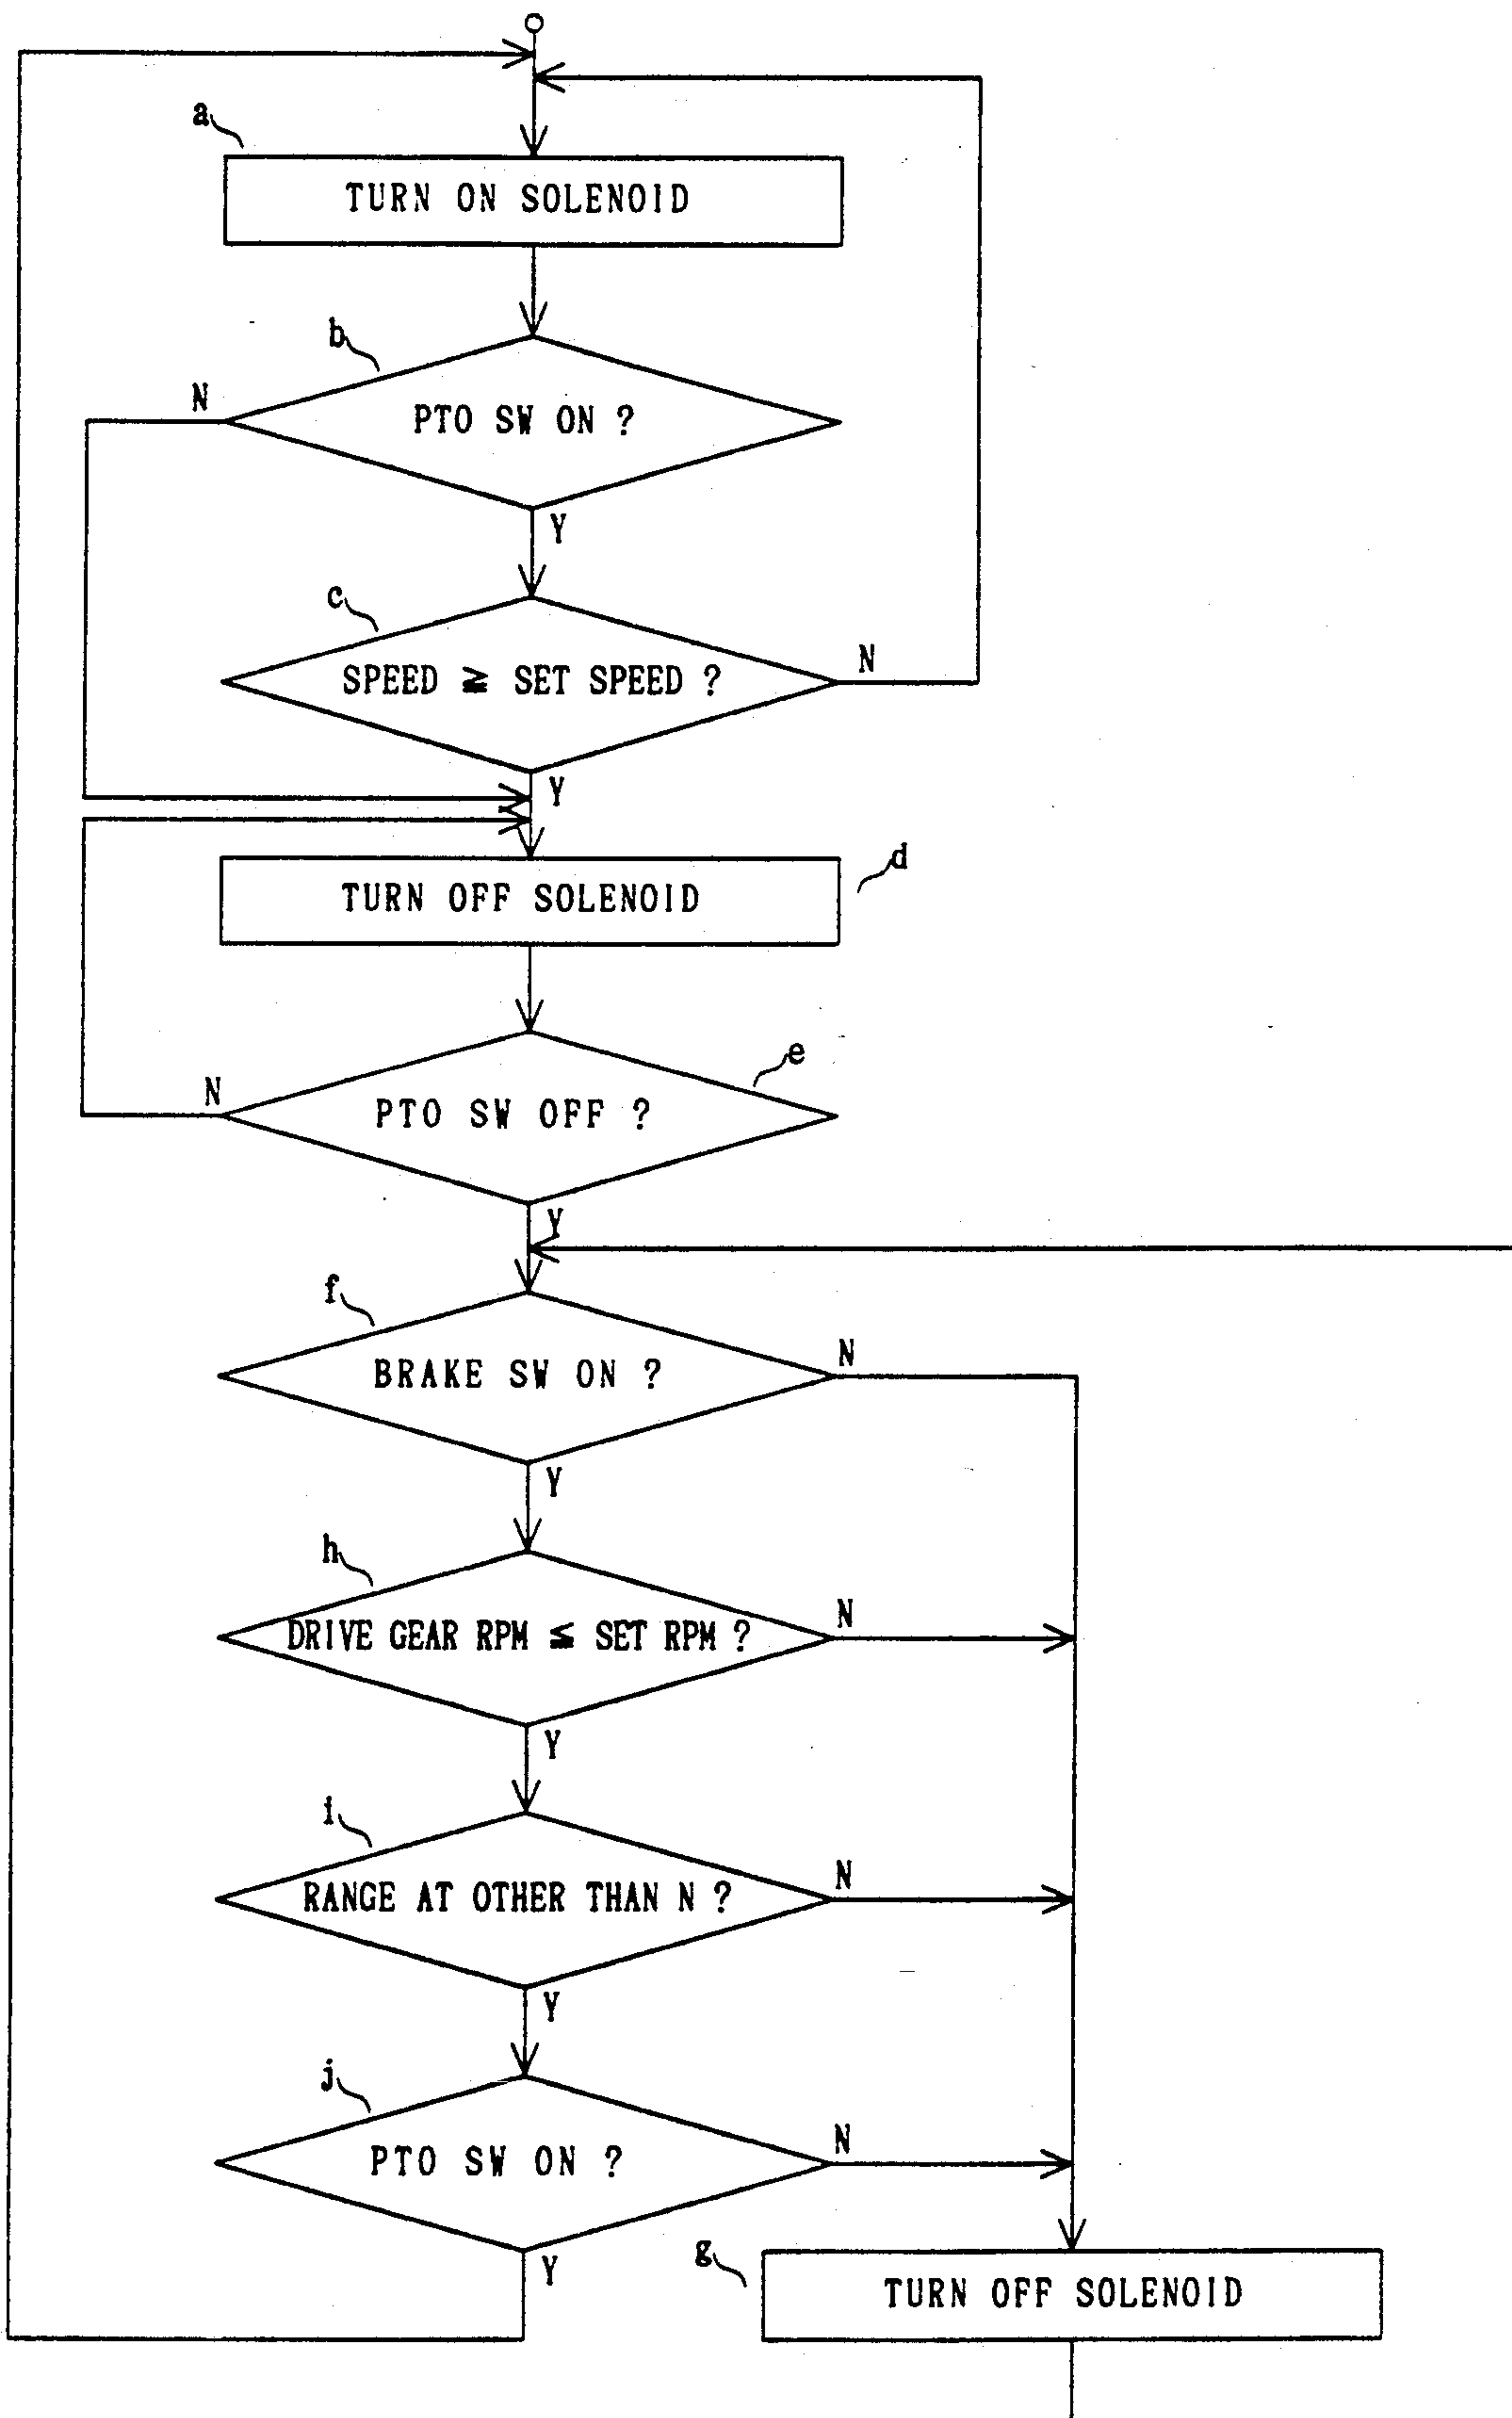 a
TURN ON SOLENOID
b
N
PTO SW ON ?
Y
c
SPEED ≧ SET SPEED ?
N
Y
TURN OFF SOLENOID
d
e
N
PTO SW OFF ?
Y
f
BRAKE SW ON ?
N
Y
h
DRIVE GEAR RPM ≦ SET RPM ?
N
Y
i
RANGE AT OTHER THAN N ?
N
Y
j
PTO SW ON ?
N
Y
g
TURN OFF SOLENOID